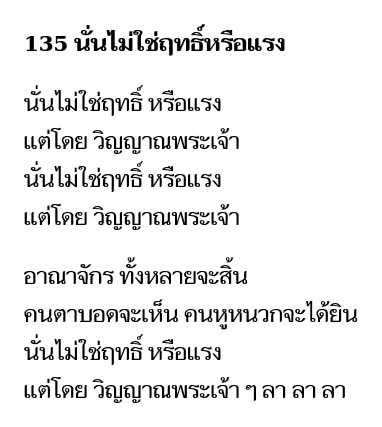 135 นั่นไม่ใช่ฤทธิ์หรือแรง
นั่นไม่ใช่ฤทธิ์ หรือแรง
แต่โดย วิญญาณพระเจ้า
นั่นไม่ใช่ฤทธิ์ หรือแรง
แต่โดย วิญญาณพระเจ้า
อาณาจักร ทั้งหลายจะสิ้น
คนตาบอดจะเห็น คนหูหนวกจะได้ยิน
นั่นไม่ใช่ฤทธิ์ หรือแรง
แต่โดย วิญญาณพระเจ้า ๆ ลา ลา ลา